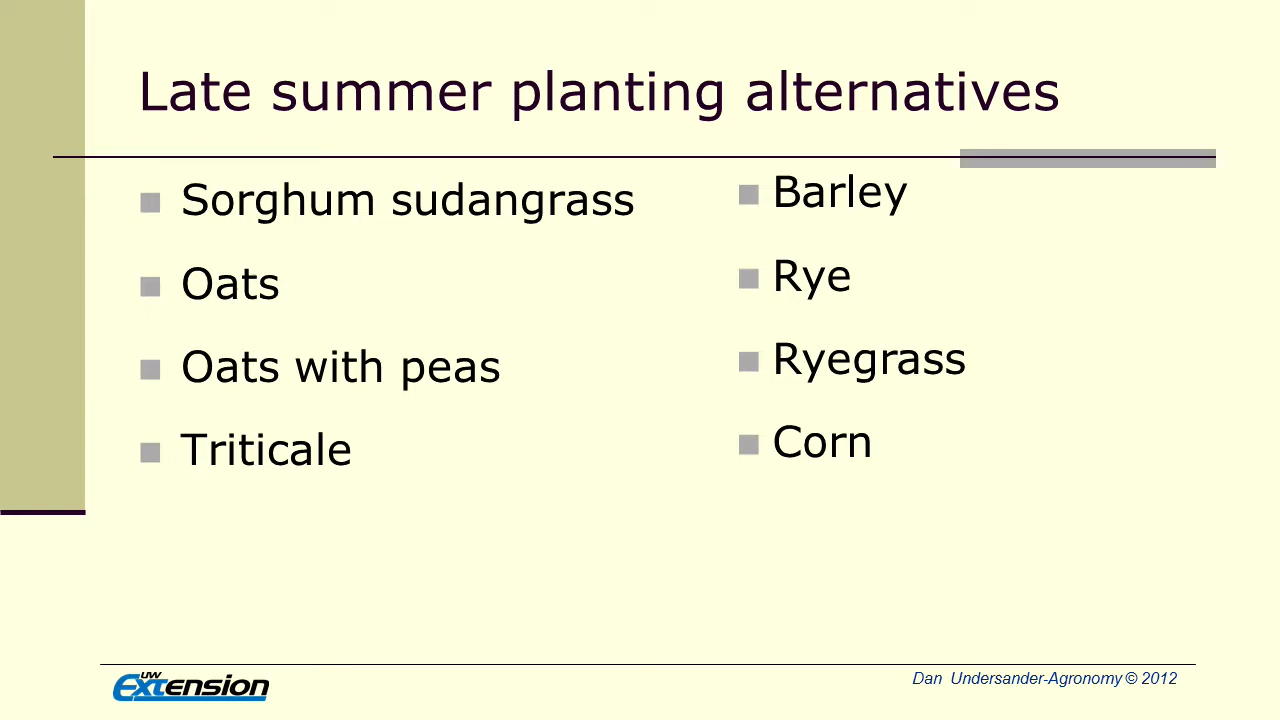 Late summer planting alternatives
Sorghum sudangrass
Oats
Oats with peas
Triticale
Barley
Rye
Ryegrass
Corn
UW
Extension
Dan Undersander-Agronomy © 2012